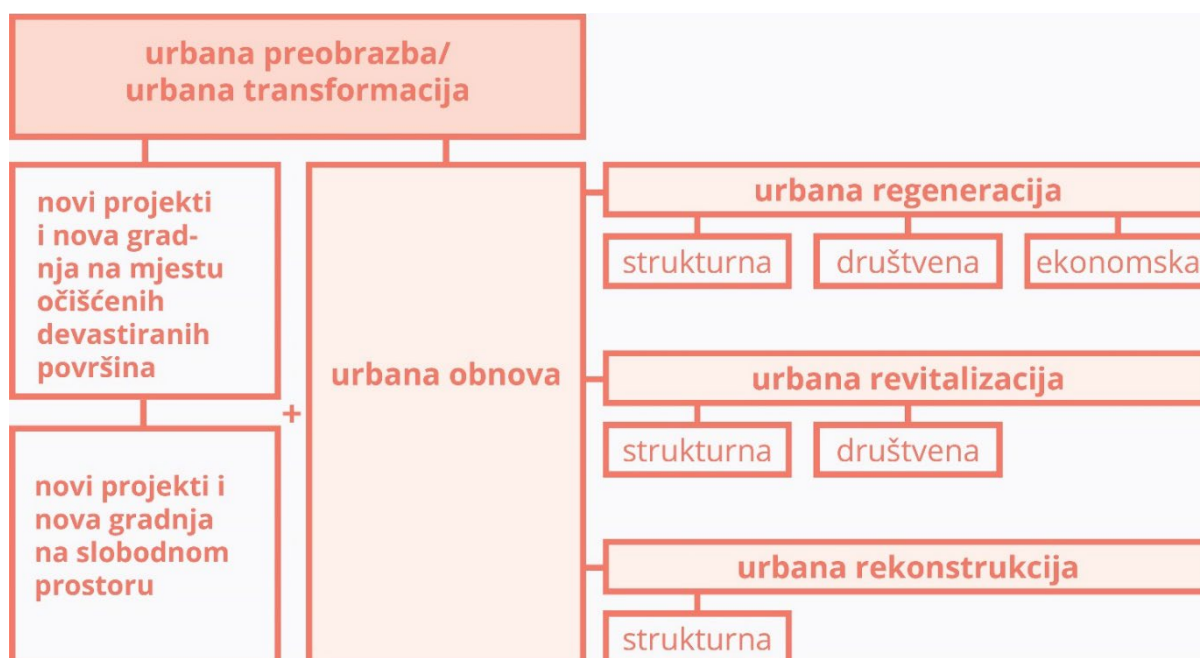 urbana preobrazba/
urbana transformacija
novi projekti
i nova grad-
nja na mjestu
očišćenih
devastiranih
površina
+
novi projekti i
nova gradnja
na slobodnom
prostoru
urbana obnova
urbana regeneracija
strukturna
društvena
ekonomska
urbana revitalizacija
strukturna
društvena
urbana rekonstrukcija
strukturna